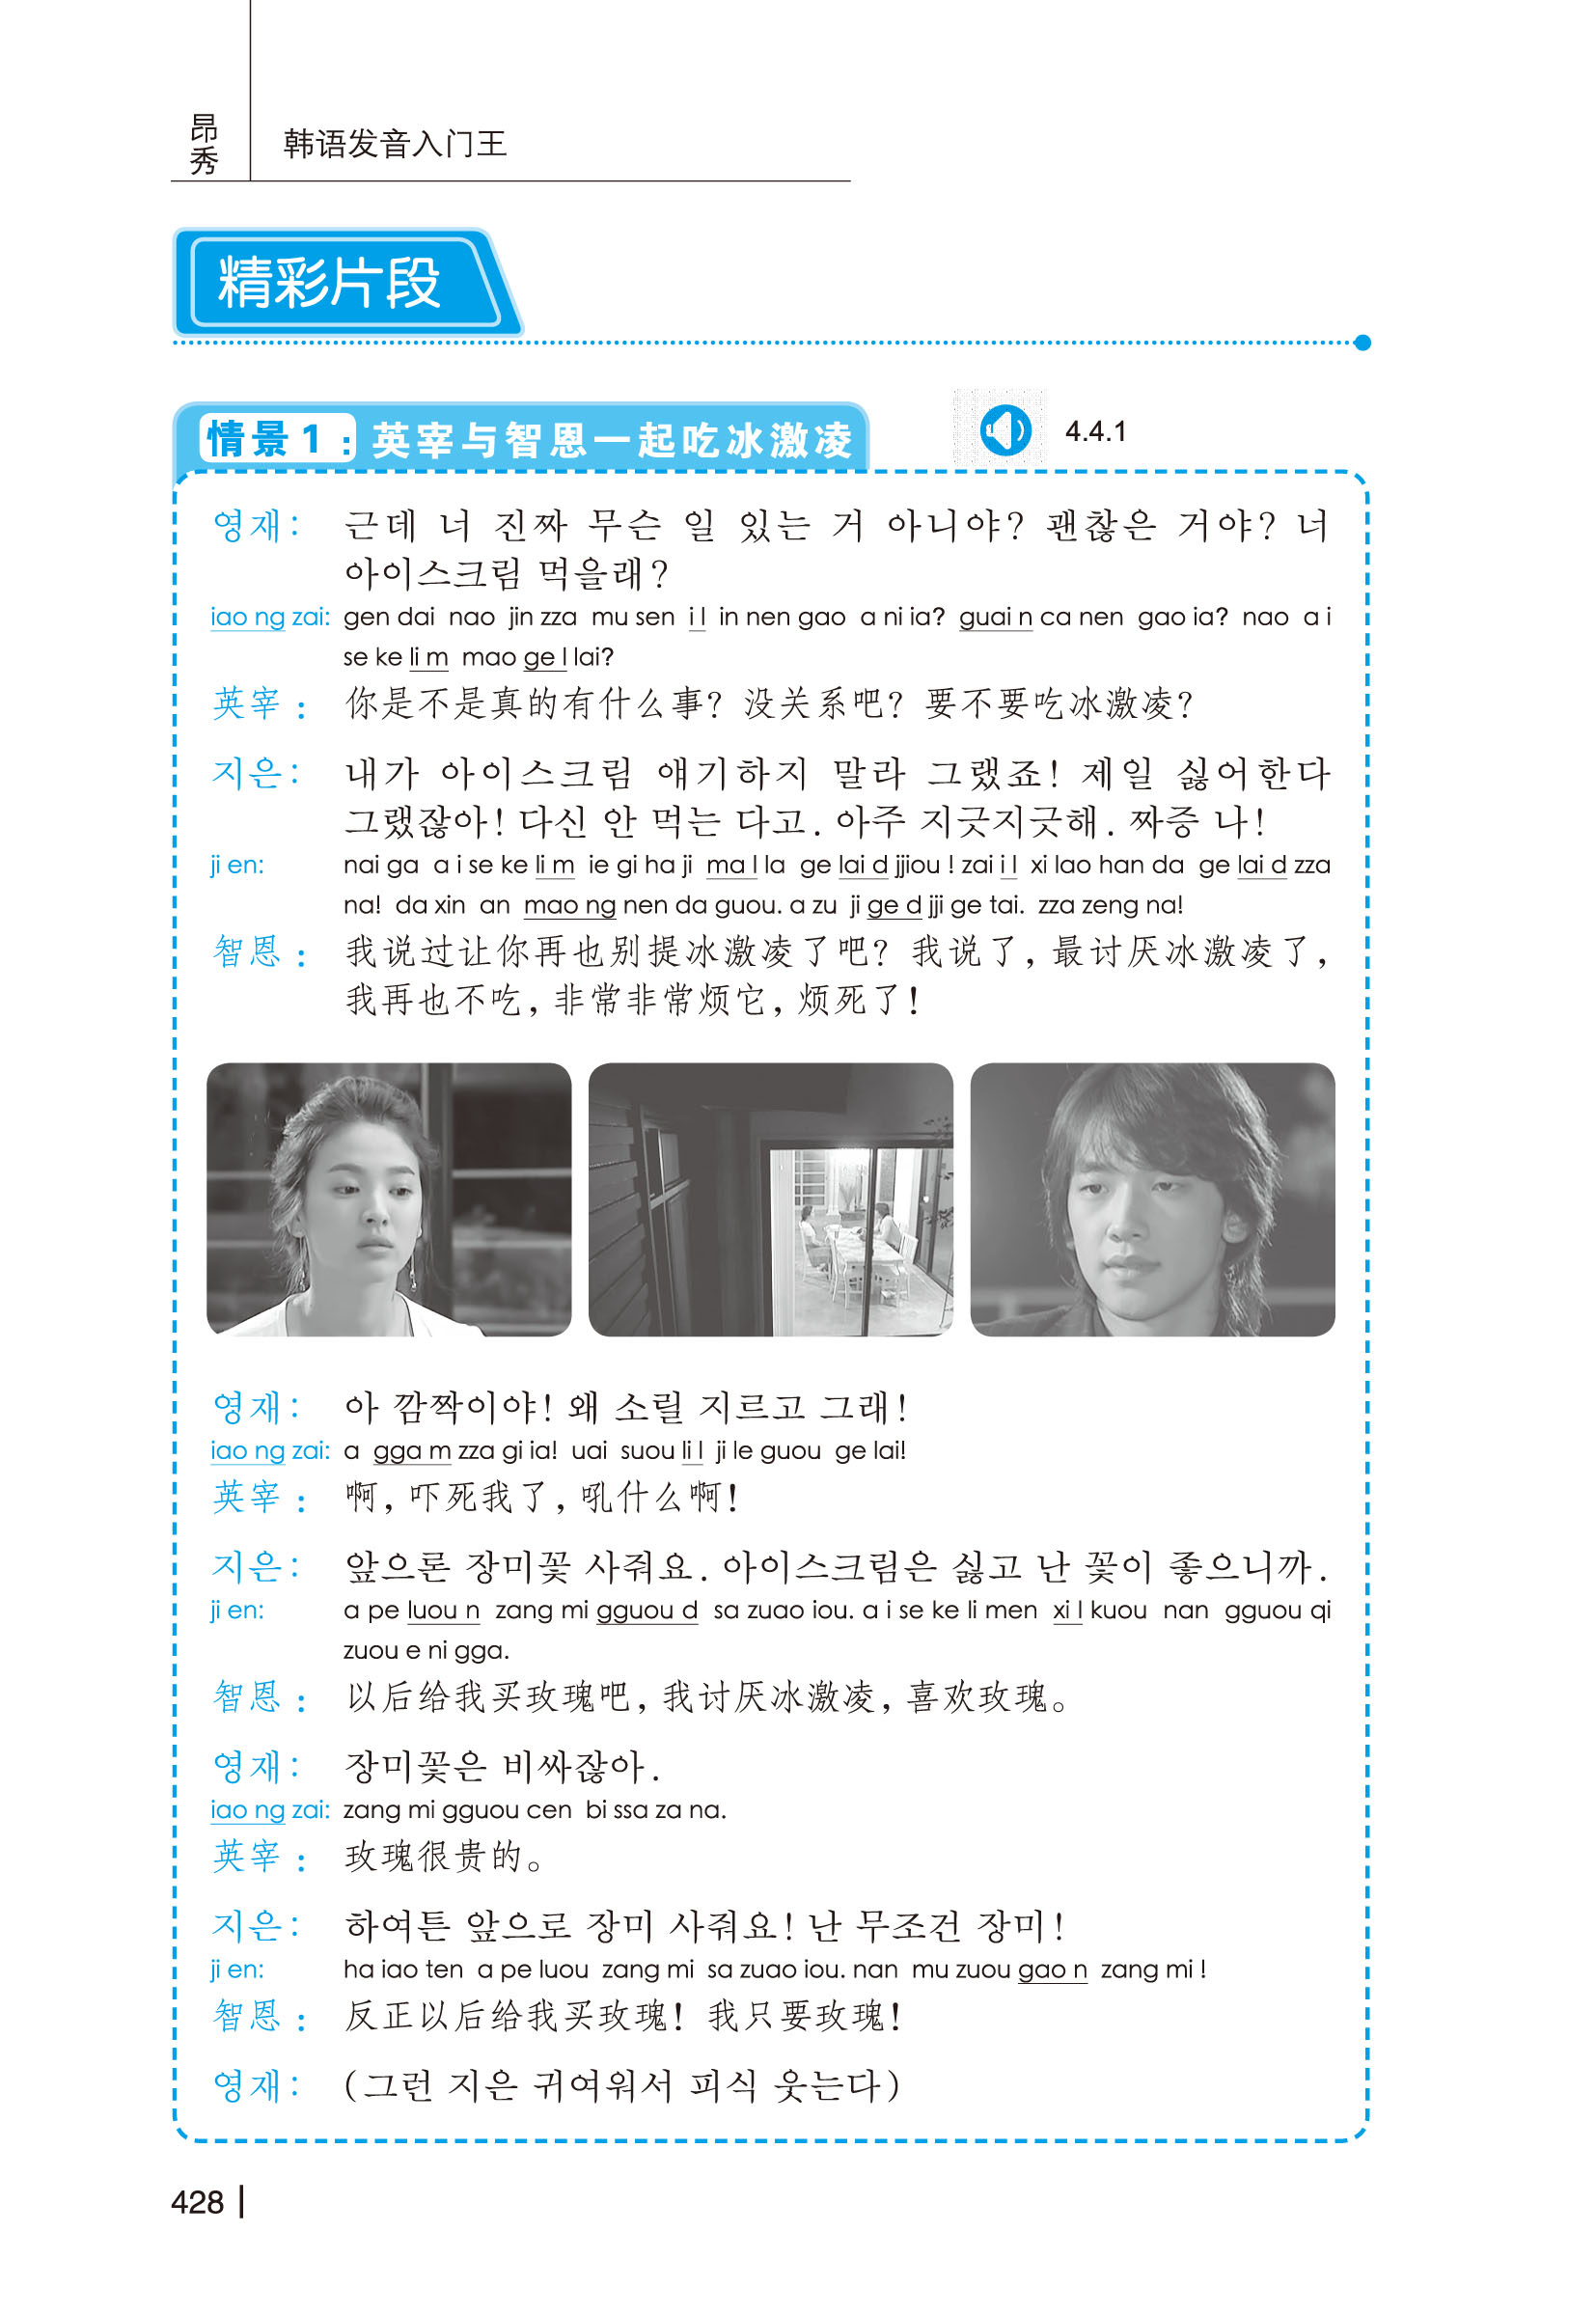 昂秀
韩语发音入门王
精彩片段
情景1：英宰与智恩一起吃冰激凌
4.4.1
영재: 근데 너 진짜 무슨 일 있는 거 아니야? 괜찮은 거야? 너
아이스크림 먹을래?
iao ng zai: gen dai nao jin zza mu sen i l in nen gao a ni ia? guai n ca nen gao ia? nao a i
se ke li m mao ge l lai?
英宰： 你是不是真的有什么事？没关系吧？要不要吃冰激凌？
지은: 내가 아이스크림 얘기하지 말라 그랬죠! 제일 싫어한다
그랬잖아! 다신 안 먹는 다고. 아주 지긋지긋해. 짜증 나!
ji en: nai ga a i se ke li m ie gi ha ji ma l la ge lai d jjiou ! zai i l xi lao han da ge lai d zza
na! da xin an mao ng nen da guou. a zu ji ge d jji ge tai. zza zeng na!
智恩： 我说过让你再也别提冰激凌了吧？我说了，最讨厌冰激凌了，
我再也不吃，非常非常烦它，烦死了！
영재: 아 깜짝이야! 왜 소릴 지르고 그래!
iao ng zai: a gga m zza gi ia! uai suou li l ji le guou ge lai!
英宰： 啊，吓死我了，吼什么啊！
지은: 앞으론 장미꽃 사줘요. 아이스크림은 싫고 난 꽃이 좋으니까.
ji en: a pe luou n zang mi gguou d sa zuao iou. a i se ke li men xi l kuou nan gguou qi
zuou e ni gga.
智恩： 以后给我买玫瑰吧，我讨厌冰激凌，喜欢玫瑰。
영재: 장미꽃은 비싸잖아.
iao ng zai: zang mi gguou cen bi ssa za na.
英宰： 玫瑰很贵的。
지은: 하여튼 앞으로 장미 사줘요! 난 무조건 장미!
ji en: ha iao ten a pe luou zang mi sa zuao iou. nan mu zuou gao n zang mi !
智恩： 反正以后给我买玫瑰！我只要玫瑰！
영재: (그런 지은 귀여워서 피식 웃는다)
428